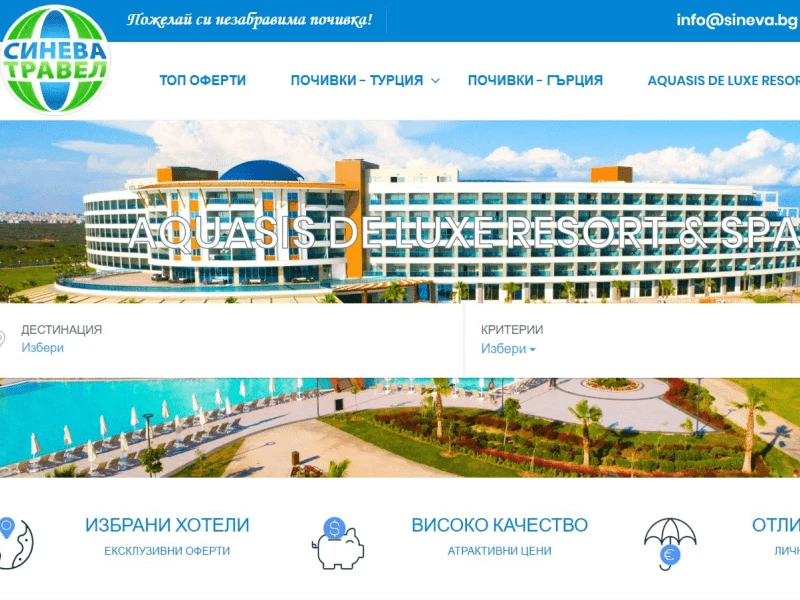 Пожелай си незабравима почивка!
info@sineva.bg
СИНЕВА
ТРАВЕЛ
ТОП ОФЕРТИ
ПОЧИВКИ - ТУРЦИЯ
ПОЧИВКИ - ГЪРЦИЯ
AQUASIS DE LUXE RESOR
AQUASIS DE LUXE RESORT & SPA
ДЕСТИНАЦИЯ
Избери
КРИТЕРИИ
Избери
ИЗБРАНИ ХОТЕЛИ
ЕКСКЛУЗИВНИ ОФЕРТИ
ВИСОКО КАЧЕСТВО
АТРАКТИВНИ ЦЕНИ
ОТЛИ
ЛИЧН